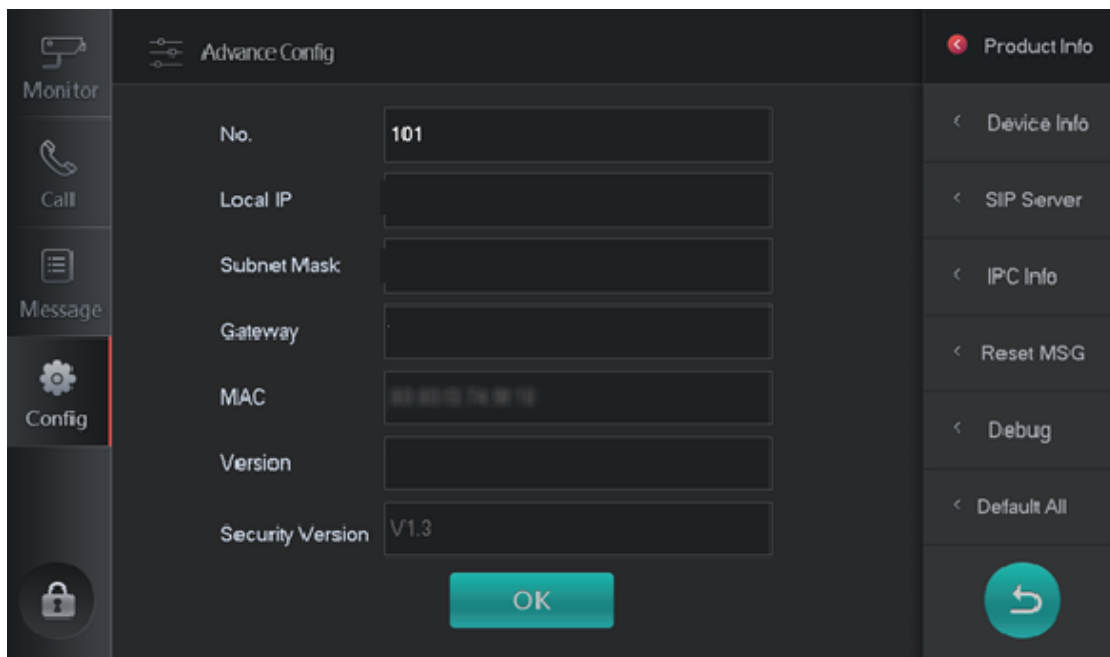 Monitor
Call
Message
Config
Advance Config
No. 101
Local IP
Subnet Mask
Gateway
MAC
Version
Security Version V1.3
OK
Product Info
Device Info
SIP Server
IPC Info
Reset MSG
Debug
Default All